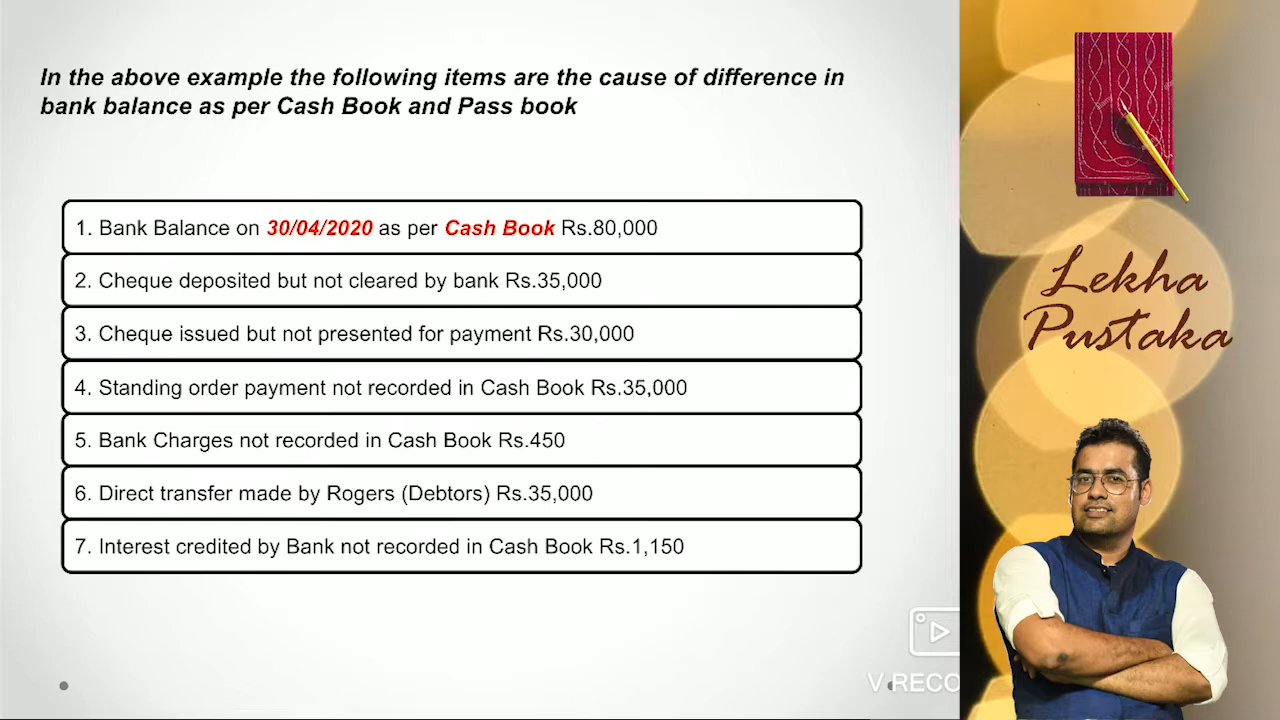 In the above example the following items are the cause of difference in
bank balance as per Cash Book and Pass book
1. Bank Balance on 30/04/2020 as per Cash Book Rs.80,000
2. Cheque deposited but not cleared by bank Rs.35,000
3. Cheque issued but not presented for payment Rs.30,000
4. Standing order payment not recorded in Cash Book Rs.35,000
5. Bank Charges not recorded in Cash Book Rs.450
6. Direct transfer made by Rogers (Debtors) Rs.35,000
7. Interest credited by Bank not recorded in Cash Book Rs.1,150
Lekha
Pustaka
V RECO